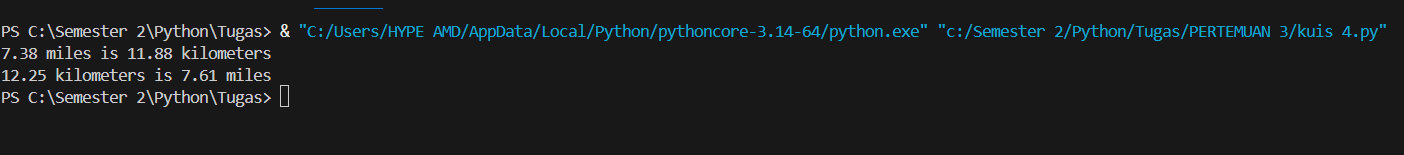 PS C:\Semester 2\Python\Tugas> & "C:/Users/HYPE AMD/AppData/Local/Python/pythoncore-3.14-64/python.exe" "c:/Semester 2/Python/Tugas/PERTEMUAN 3/kuis 4.py"
7.38 miles is 11.88 kilometers
12.25 kilometers is 7.61 miles
PS C:\Semester 2\Python\Tugas>